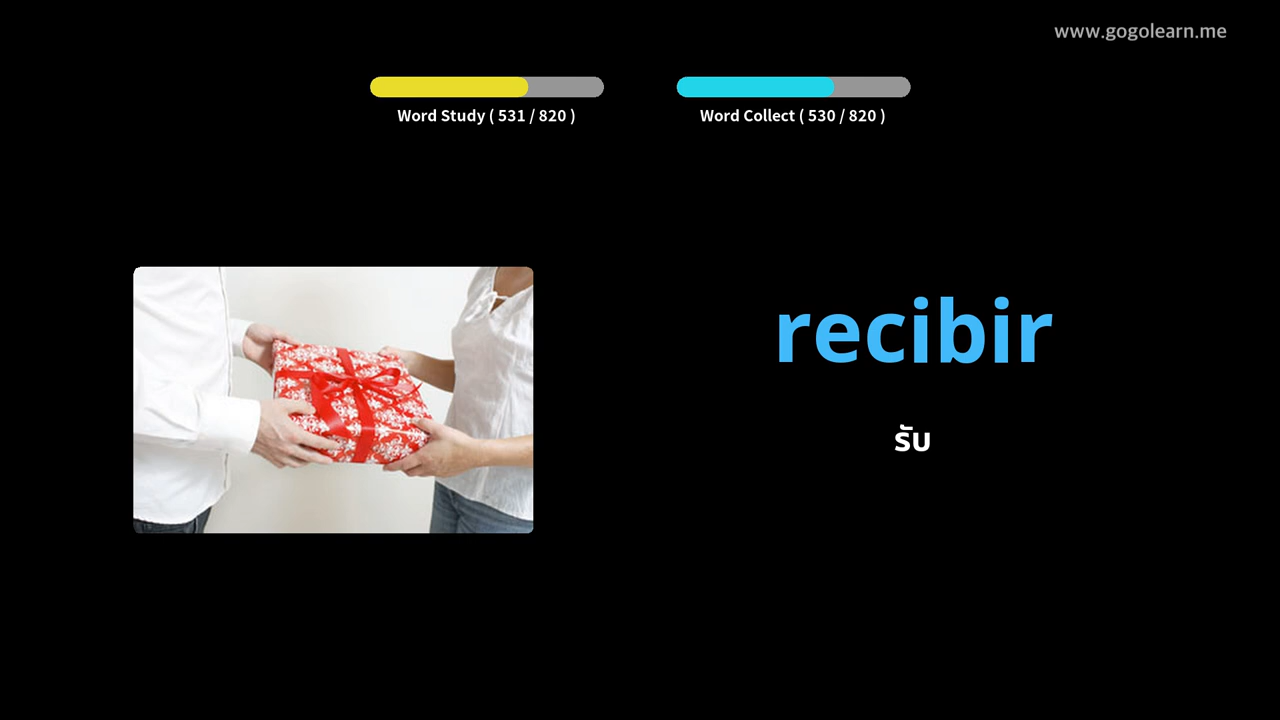 www.gogolearn.me
Word Study ( 531 / 820 )
Word Collect ( 530 / 820 )
recibir
รับ